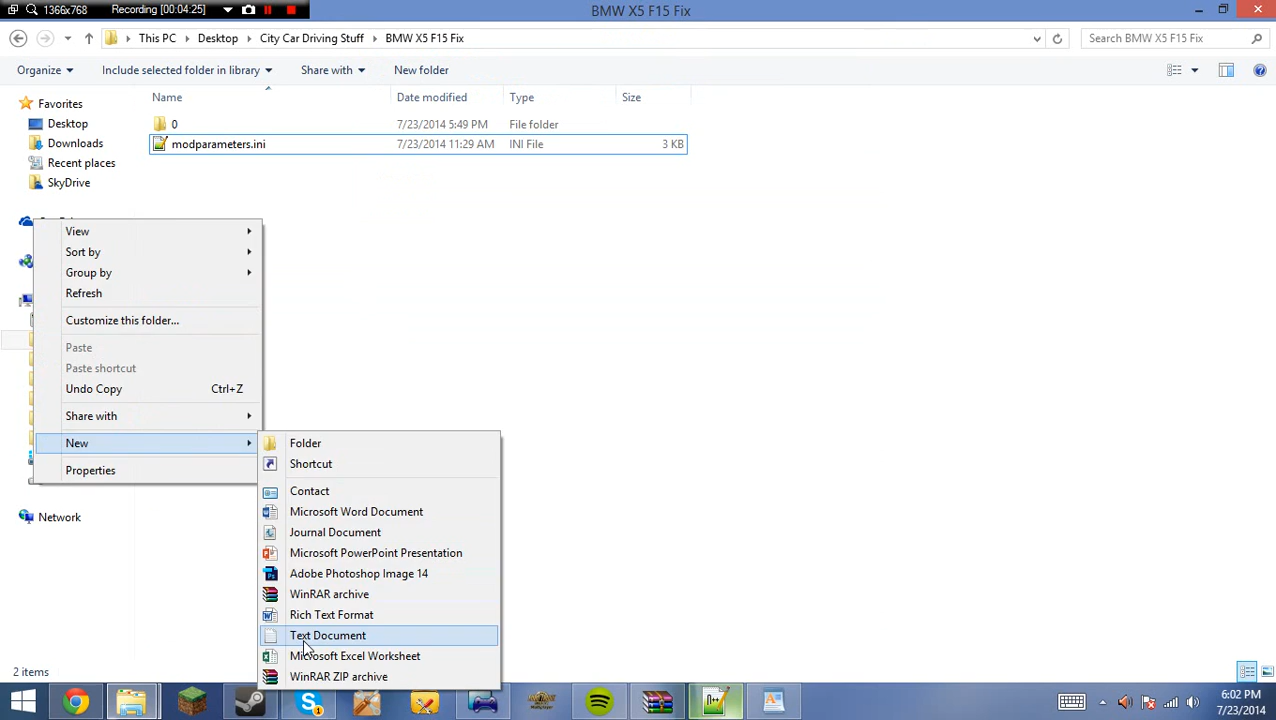 1366x768 Recording [00:04:25]
BMW X5 F15 Fix
This PC Desktop City Car Driving Stuff BMW X5 F15 Fix
Search BMW X5 F15 Fix
Organize Include selected folder in library Share with New folder
Name Date modified Type Size
Favorites
Desktop
Downloads
Recent places
SkyDrive
Network
0 7/23/2014 5:49 PM File folder
modparameters.ini 7/23/2014 11:29 AM INI File 3 KB
View
Sort by
Group by
Refresh
Customize this folder...
Paste
Paste shortcut
Undo Copy Ctrl+Z
Share with
New
Properties
Folder
Shortcut
Contact
Microsoft Word Document
Journal Document
Microsoft PowerPoint Presentation
Adobe Photoshop Image 14
WinRAR archive
Rich Text Format
Text Document
Microsoft Excel Worksheet
WinRAR ZIP archive
2 items
6:02 PM
7/23/2014